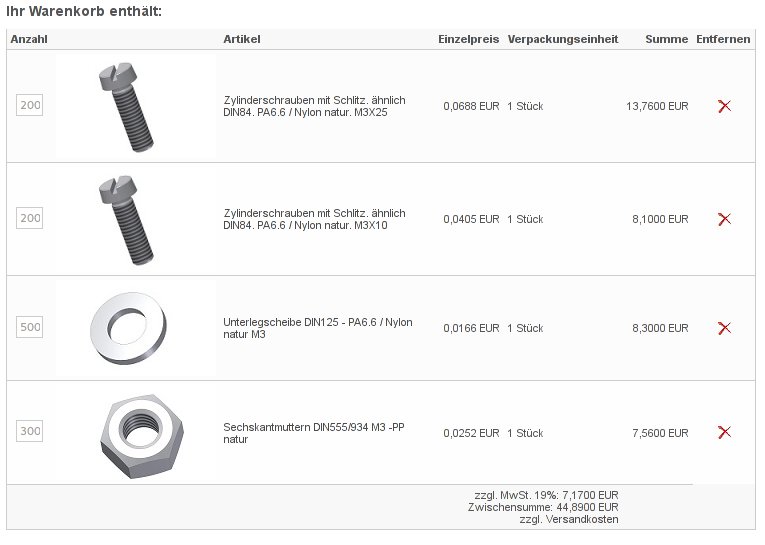 Ihr Warenkorb enthält:
Anzahl Artikel Einzelpreis Verpackungseinheit Summe Entfernen
Zylinderschrauben mit Schlitz. ähnlich
200 0,0688 EUR 1 Stück 13,7600 EUR
DIN84. PA6.6 / Nylon natur. M3X25
Zylinderschrauben mit Schlitz. ähnlich
200 0,0405 EUR 1 Stück 8,1000 EUR
DIN84. PA6.6 / Nylon natur. M3X10
Unterlegscheibe DIN125 - PA6.6 / Nylon
500 0,0166 EUR 1 Stück 8,3000 EUR
natur M3
Sechskantmuttern DIN555/934 M3 -PP
300 0,0252 EUR 1 Stück 7,5600 EUR
natur
zzgl. MwSt. 19%: 7,1700 EUR
Zwischensumme: 44,8900 EUR
zzgl. Versandkosten